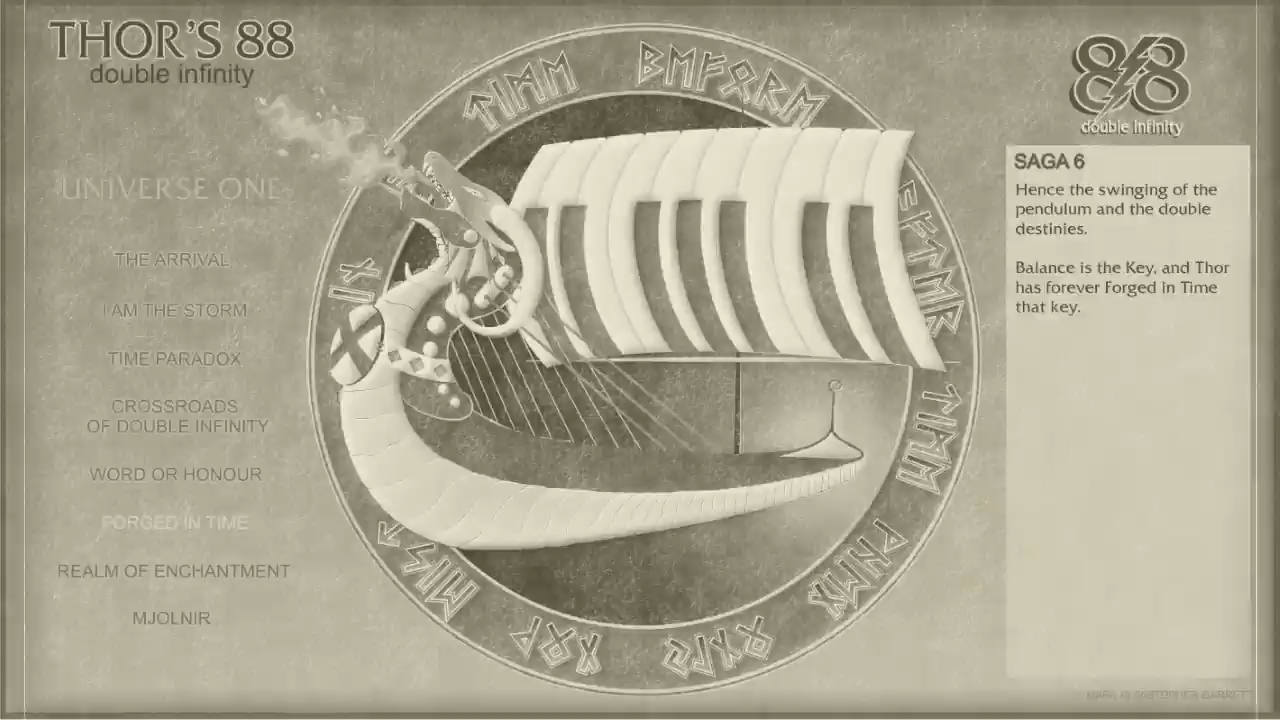 THOR'S 88
double infinity
UNIVERSE ONE
THE ARRIVAL
I AM THE STORM
TIME PARADOX
CROSSROADS
OF DOUBLE INFINITY
WORD OR HONOUR
FORGED IN TIME
REALM OF ENCHANTMENT
MJOLNIR
88
double infinity
SAGA 6
Hence the swinging of the
pendulum and the double
destinies.
Balance is the Key, and Thor
has forever Forged in Time
that key.